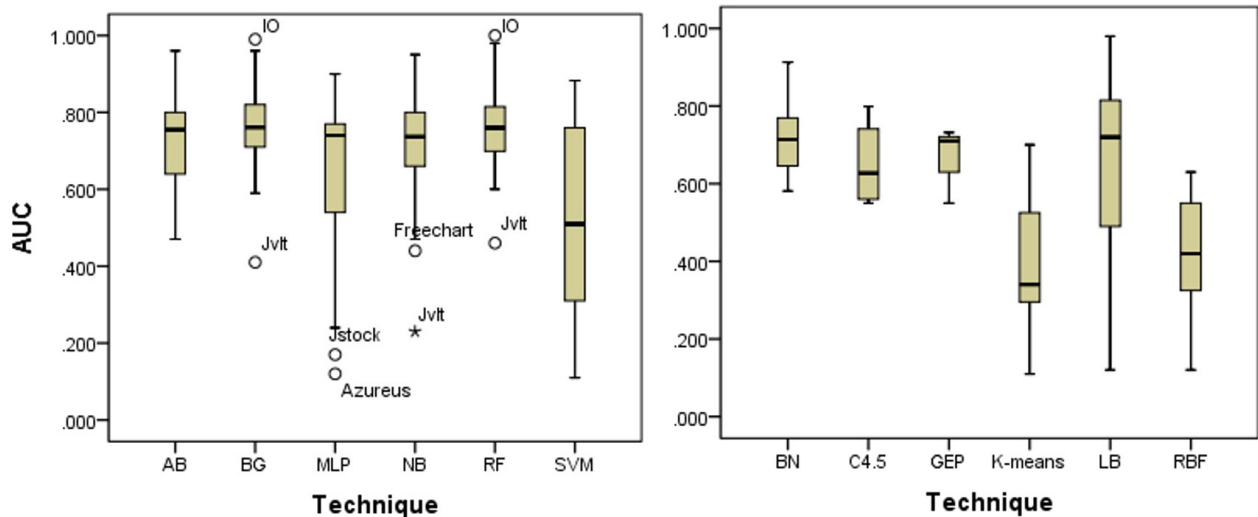 AUC
1.000
.800
.600
.400
.200
.000
IO
Jvlt
Jstock
Azureus
Freechart
Jvlt
IO
Jvlt
AB BG MLP NB RF SVM
Technique
1.000
.800
.600
.400
.200
.000
BN C4.5 GEP K-means LB RBF
Technique